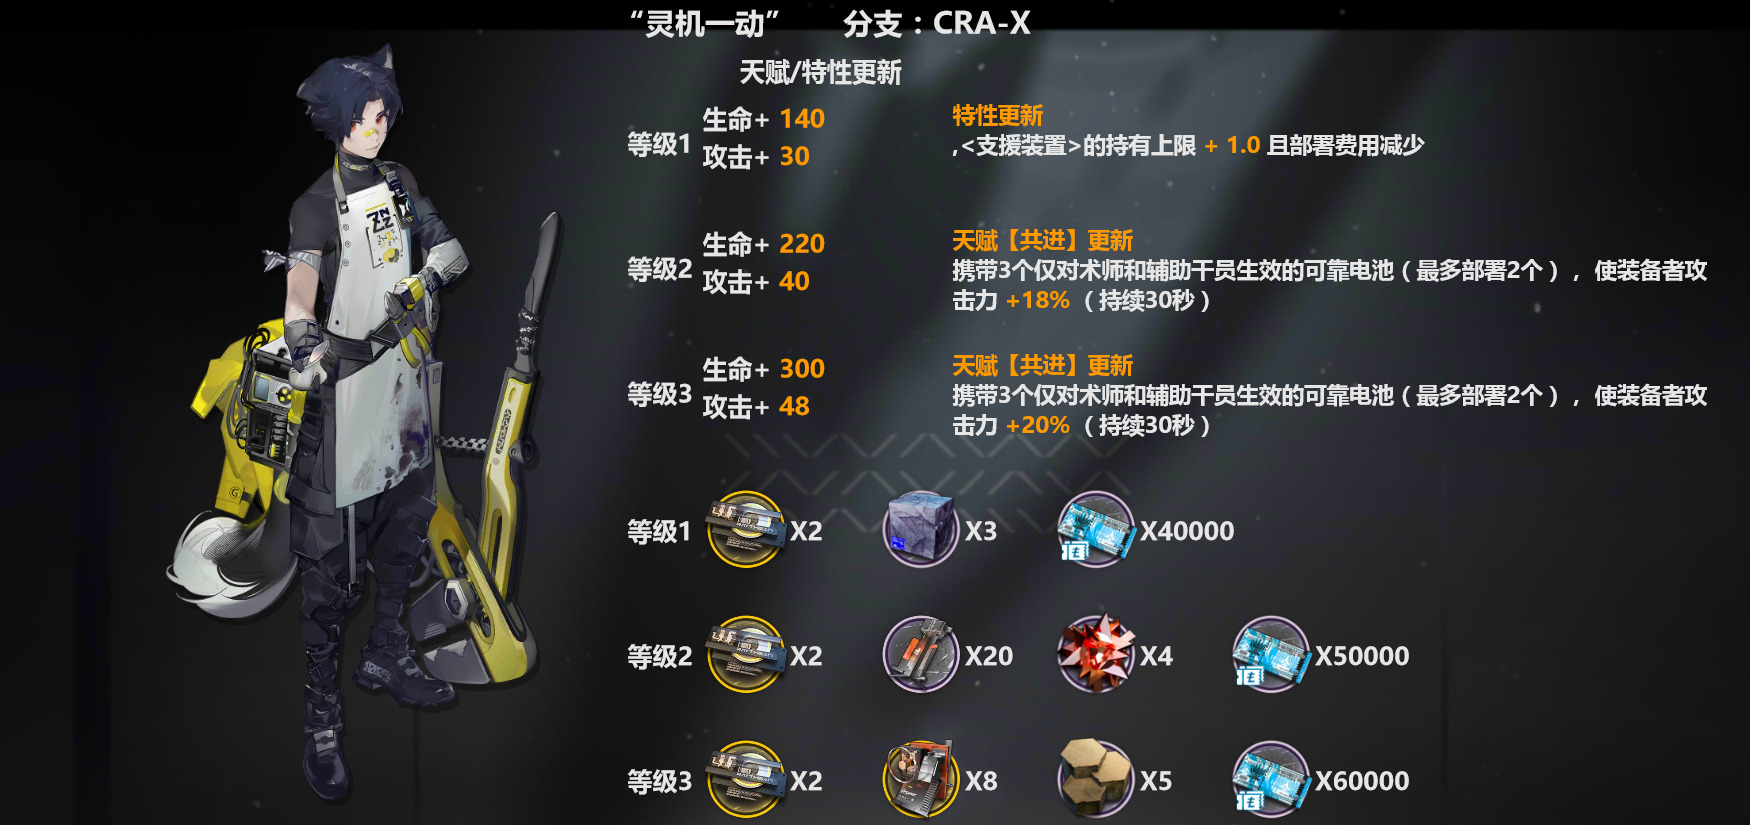 “灵机一动” 分支：CRA-X
天赋/特性更新
等级1
生命+ 140
攻击+ 30
特性更新
,<支援装置>的持有上限 + 1.0 且部署费用减少
等级2
生命+ 220
攻击+ 40
天赋【共进】更新
携带3个仅对术师和辅助干员生效的可靠电池（最多部署2个），使装备者攻
击力 +18% （持续30秒）
等级3
生命+ 300
攻击+ 48
天赋【共进】更新
携带3个仅对术师和辅助干员生效的可靠电池（最多部署2个），使装备者攻
击力 +20% （持续30秒）
等级1 X2 X3 X40000
等级2 X2 X20 X4 X50000
等级3 X2 X8 X5 X60000